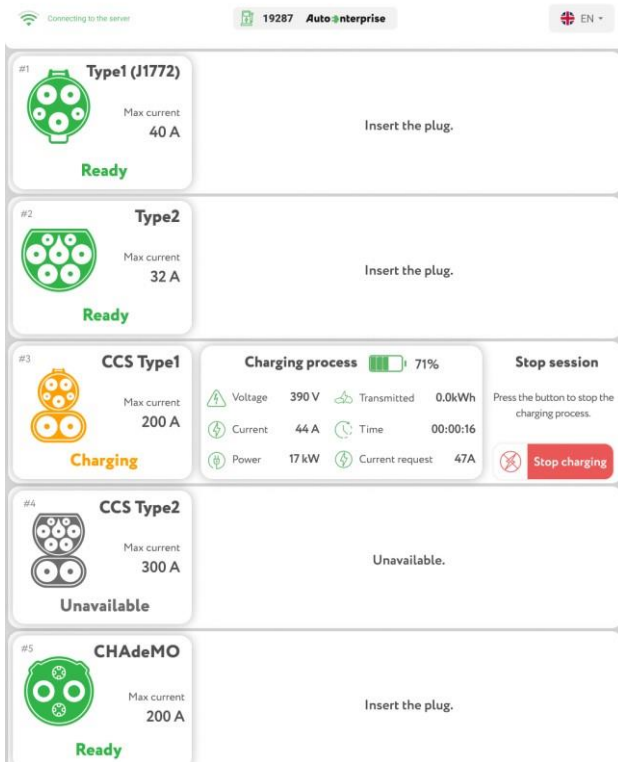 Connecting to the server
19287 Autoenterprise
EN
#1 Type1 (J1772)
Max current
40 A
Ready
Insert the plug.
#2 Type2
Max current
32 A
Ready
Insert the plug.
#3 CCS Type1
Max current
200 A
Charging
Charging process 71%
Voltage 390 V Transmitted 0.0kWh
Current 44 A Time 00:00:16
Power 17 kW Current request 47A
Stop session
Press the button to stop the
charging process.
Stop charging
#4 CCS Type2
Max current
300 A
Unavailable
Unavailable.
#5 CHAdeMO
Max current
200 A
Ready
Insert the plug.